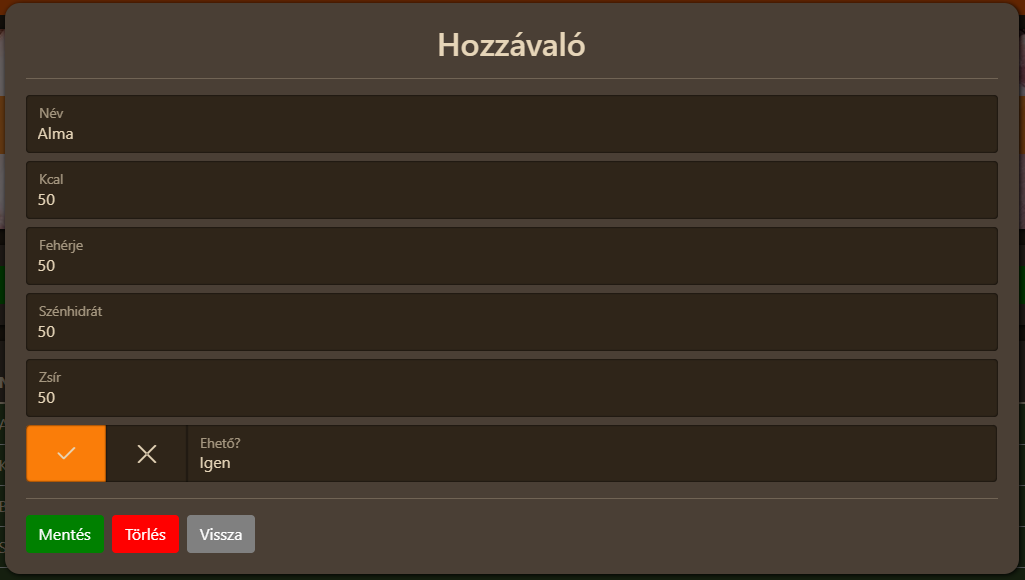 Hozzávaló
Név
Alma
Kcal
50
Fehérje
50
Szénhidrát
50
Zsír
50
Ehető?
Igen
Mentés Törlés Vissza